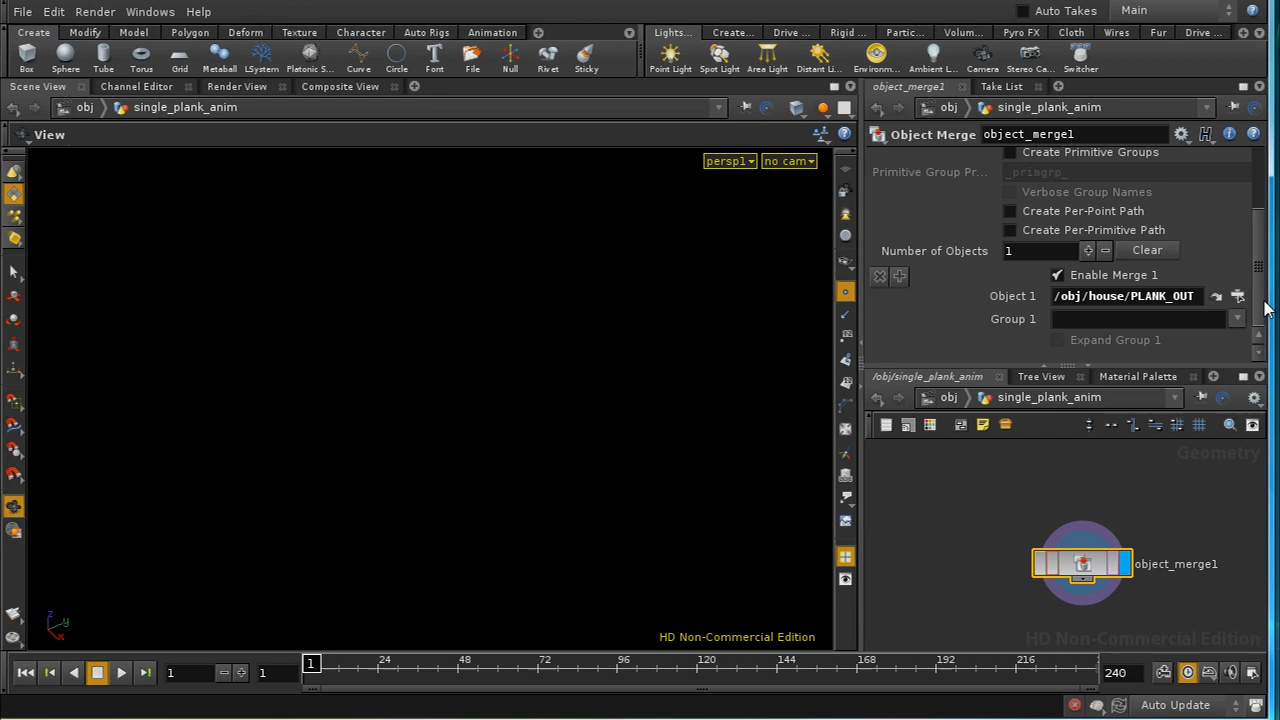 File Edit Render Windows Help Auto Takes Main
Create Modify Model Polygon Deform Texture Character Auto Rigs Animation Lights... Create... Drive ... Rigid ... Partic... Volum... Pyro FX Cloth Wires Fur Drive ...
Box Sphere Tube Torus Grid Metaball LSystem Platonic S... Curve Circle Font File Null Rivet Sticky Point Light Spot Light Area Light Distant L... Environm... Ambient L... Camera Stereo Ca... Switcher
Scene View Channel Editor Render View Composite View object_merge1 Take List
obj single_plank_anim obj single_plank_anim
View Object Merge object_merge1
persp1 no cam
Create Primitive Groups
Primitive Group Pr... _primgrp_
Verbose Group Names
Create Per-Point Path
Create Per-Primitive Path
Number of Objects 1 Clear
Enable Merge 1
Object 1 /obj/house/PLANK_OUT
Group 1
Expand Group 1
/obj/single_plank_anim Tree View Material Palette
obj single_plank_anim
Geometry
object_merge1
z y x
HD Non-Commercial Edition HD Non-Commercial Edition
1 1 1 24 48 72 96 120 144 168 192 216 240
Auto Update